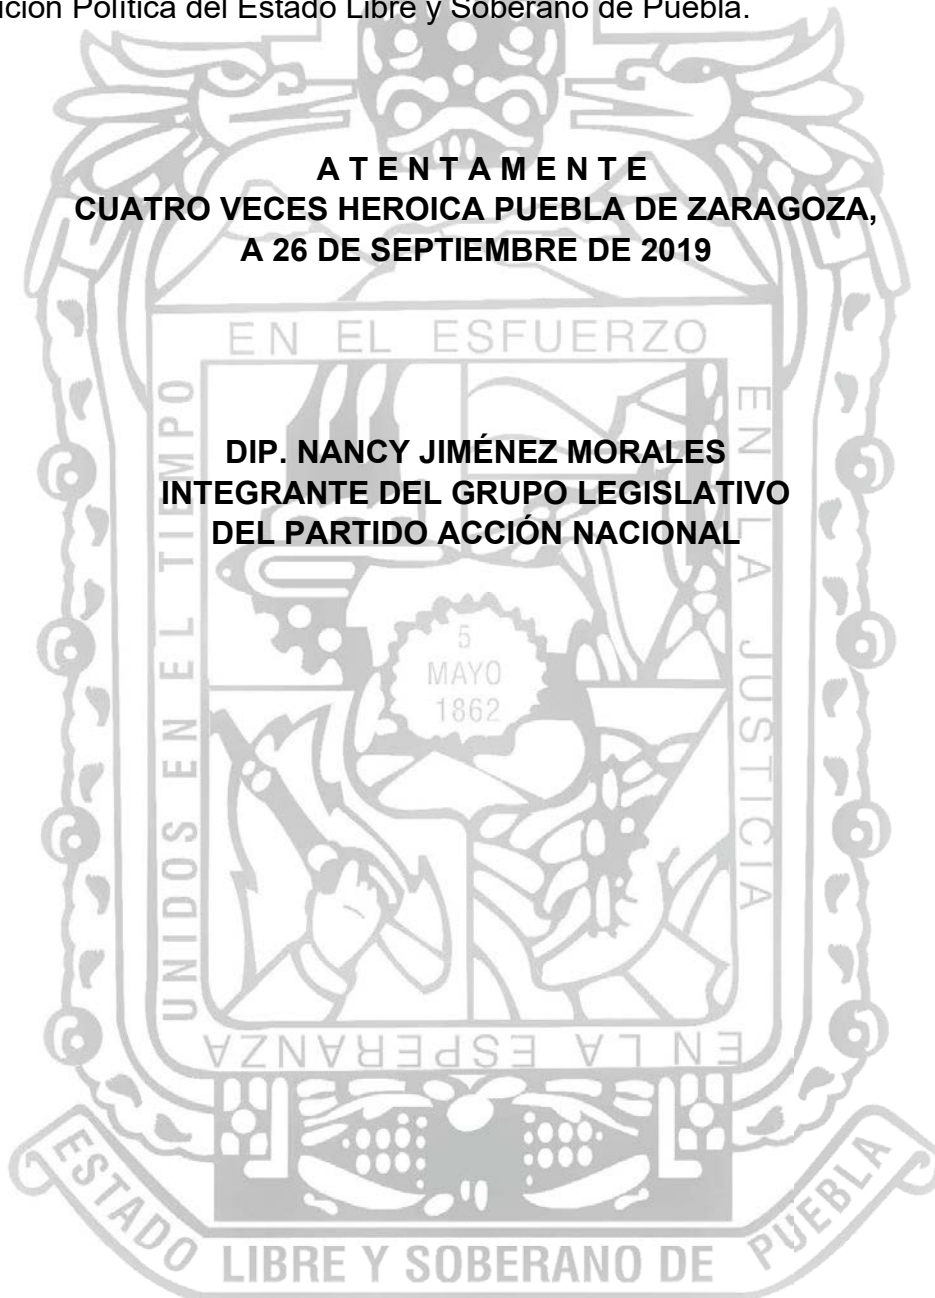 ución Política del Estado Libre y Soberano de Puebla.
A T E N T A M E N T E
CUATRO VECES HEROICA PUEBLA DE ZARAGOZA,
A 26 DE SEPTIEMBRE DE 2019
DIP. NANCY JIMÉNEZ MORALES
INTEGRANTE DEL GRUPO LEGISLATIVO
DEL PARTIDO ACCIÓN NACIONAL
UNIDOS EN EL TIEMPO
EN EL ESFUERZO
EN LA JUSTICIA
EN LA ESPERANZA
5
MAYO
1862
ESTADO LIBRE Y SOBERANO DE PUEBLA